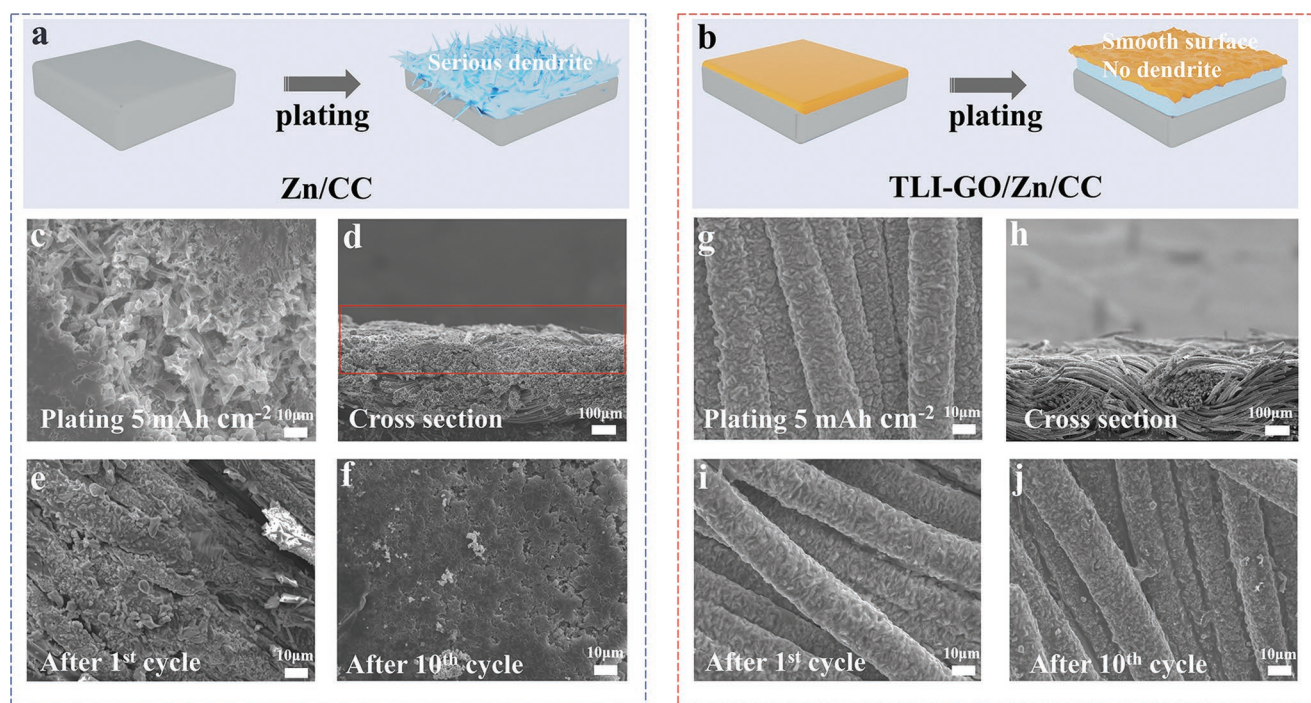 a
Serious dendrite
plating
Zn/CC
b
Smooth surface
No dendrite
plating
TLI-GO/Zn/CC
c
Plating 5 mAh cm⁻² 10μm
d
Cross section 100μm
e
After 1ˢᵗ cycle 10μm
f
After 10ᵗʰ cycle 10μm
g
Plating 5 mAh cm⁻² 10μm
h
Cross section 100μm
i
After 1ˢᵗ cycle 10μm
j
After 10ᵗʰ cycle 10μm